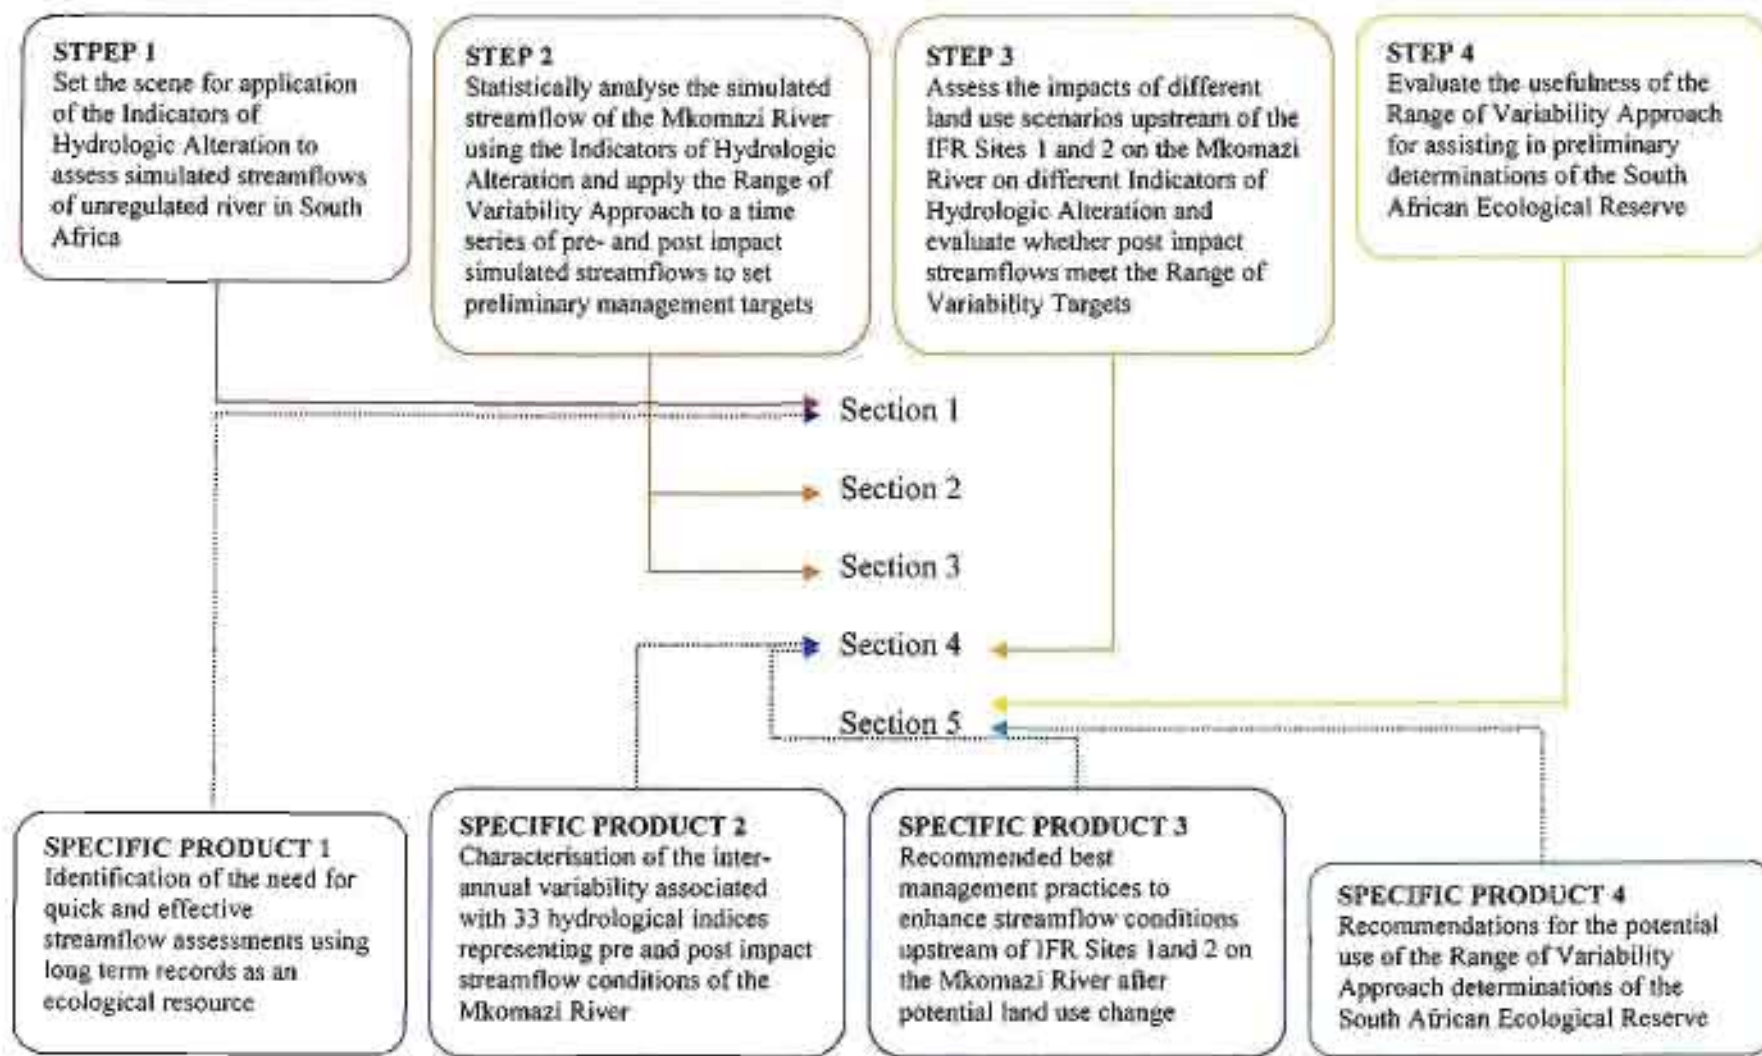 STPEP 1
Set the scene for application
of the Indicators of
Hydrologic Alteration to
assess simulated streamflows
of unregulated river in South
Africa
STEP 2
Statistically analyse the simulated
streamflow of the Mkomazi River
using the Indicators of Hydrologic
Alteration and apply the Range of
Variability Approach to a time
series of pre- and post impact
simulated streamflows to set
preliminary management targets
STEP 3
Assess the impacts of different
land use scenarios upstream of the
IFR Sites 1 and 2 on the Mkomazi
River on different Indicators of
Hydrologic Alteration and
evaluate whether post impact
streamflows meet the Range of
Variability Targets
STEP 4
Evaluate the usefulness of the
Range of Variability Approach
for assisting in preliminary
determinations of the South
African Ecological Reserve
Section 1
Section 2
Section 3
Section 4
Section 5
SPECIFIC PRODUCT 1
Identification of the need for
quick and effective
streamflow assessments using
long term records as an
ecological resource
SPECIFIC PRODUCT 2
Characterisation of the inter-
annual variability associated
with 33 hydrological indices
representing pre and post impact
streamflow conditions of the
Mkomazi River
SPECIFIC PRODUCT 3
Recommended best
management practices to
enhance streamflow conditions
upstream of IFR Sites 1and 2 on
the Mkomazi River after
potential land use change
SPECIFIC PRODUCT 4
Recommendations for the potential
use of the Range of Variability
Approach determinations of the
South African Ecological Reserve